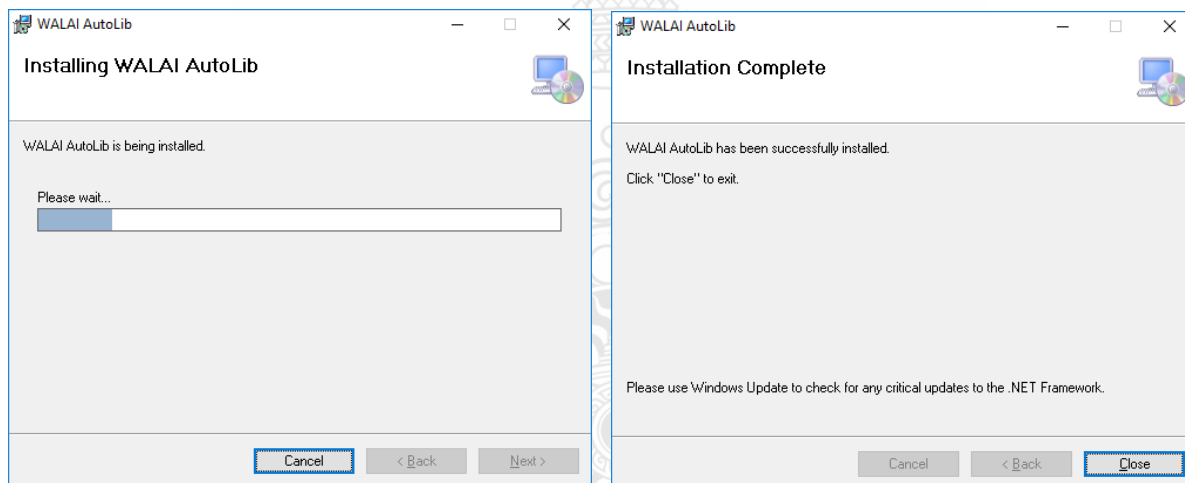 WALAI AutoLib
Installing WALAI AutoLib
WALAI AutoLib is being installed.
Please wait...
Cancel
< Back
Next >
WALAI AutoLib
Installation Complete
WALAI AutoLib has been successfully installed.
Click "Close" to exit.
Please use Windows Update to check for any critical updates to the .NET Framework.
Cancel
< Back
Close